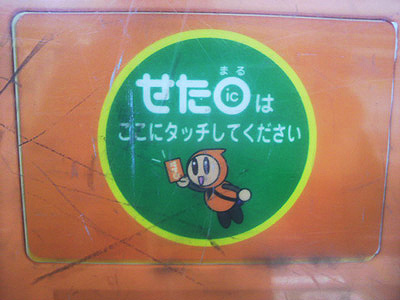 まる
せた◯icは
ここにタッチしてください